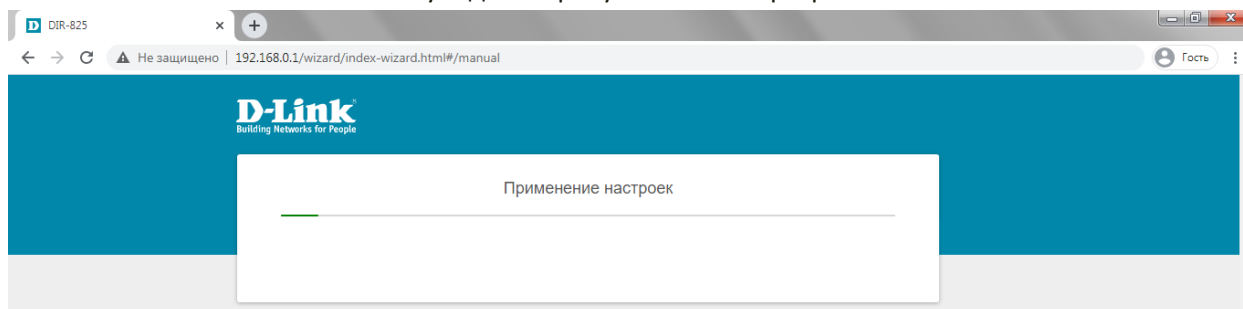 DIR-825
Не защищено
192.168.0.1/wizard/index-wizard.html#/manual
Гость
D-Link
Building Networks for People
Применение настроек